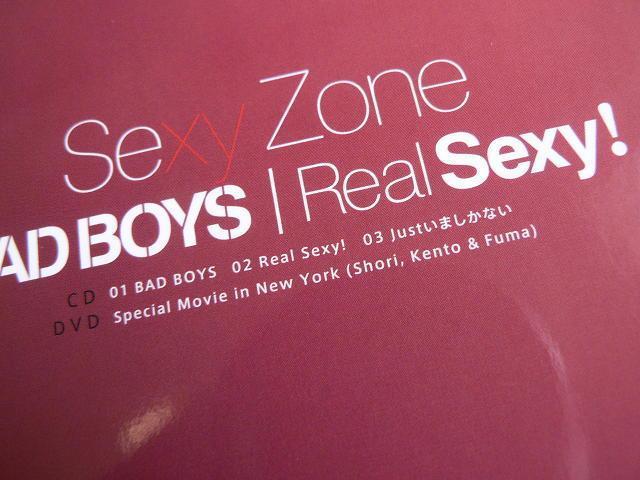 Sexy Zone
AD BOYS | Real Sexy!
CD 01 BAD BOYS 02 Real Sexy! 03 Justいましかない
DVD Special Movie in New York (Shori, Kento & Fuma)